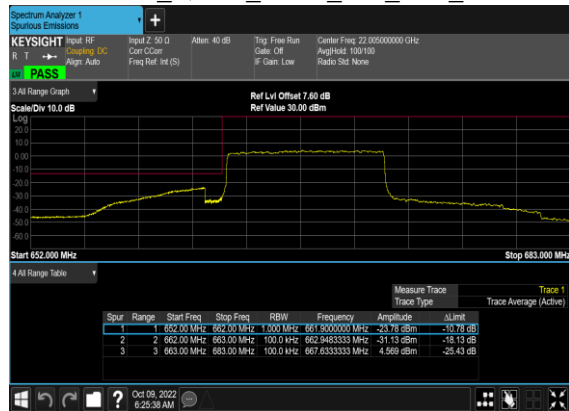 Spectrum Analyzer 1
Spurious Emissions
KEYSIGHT Input: RF Input Z: 50 Ω Atten: 40 dB Trig: Free Run Center Freq: 22.005000000 GHz
R T Coupling: DC Corr CCorr Gate: Off Avg|Hold: 100/100
Align: Auto Freq Ref: Int (S) IF Gain: Low Radio Std: None
LV PASS
3 All Range Graph
Ref Lvl Offset 7.60 dB
Scale/Div 10.0 dB Ref Value 30.00 dBm
Log
20.0
10.0
0.00
-10.0
-20.0
-30.0
-40.0
-50.0
-60.0
Start 652.000 MHz Stop 683.000 MHz
4 All Range Table
Measure Trace Trace 1
Trace Type Trace Average (Active)
Spur Range Start Freq Stop Freq RBW Frequency Amplitude ΔLimit
1 1 652.00 MHz 662.00 MHz 1.000 MHz 661.9000000 MHz -23.78 dBm -10.78 dB
2 2 662.00 MHz 663.00 MHz 100.0 kHz 662.9483333 MHz -31.13 dBm -18.13 dB
3 3 663.00 MHz 683.00 MHz 100.0 kHz 667.6333333 MHz 4.569 dBm -25.43 dB
? Oct 09, 2022
6:25:38 AM